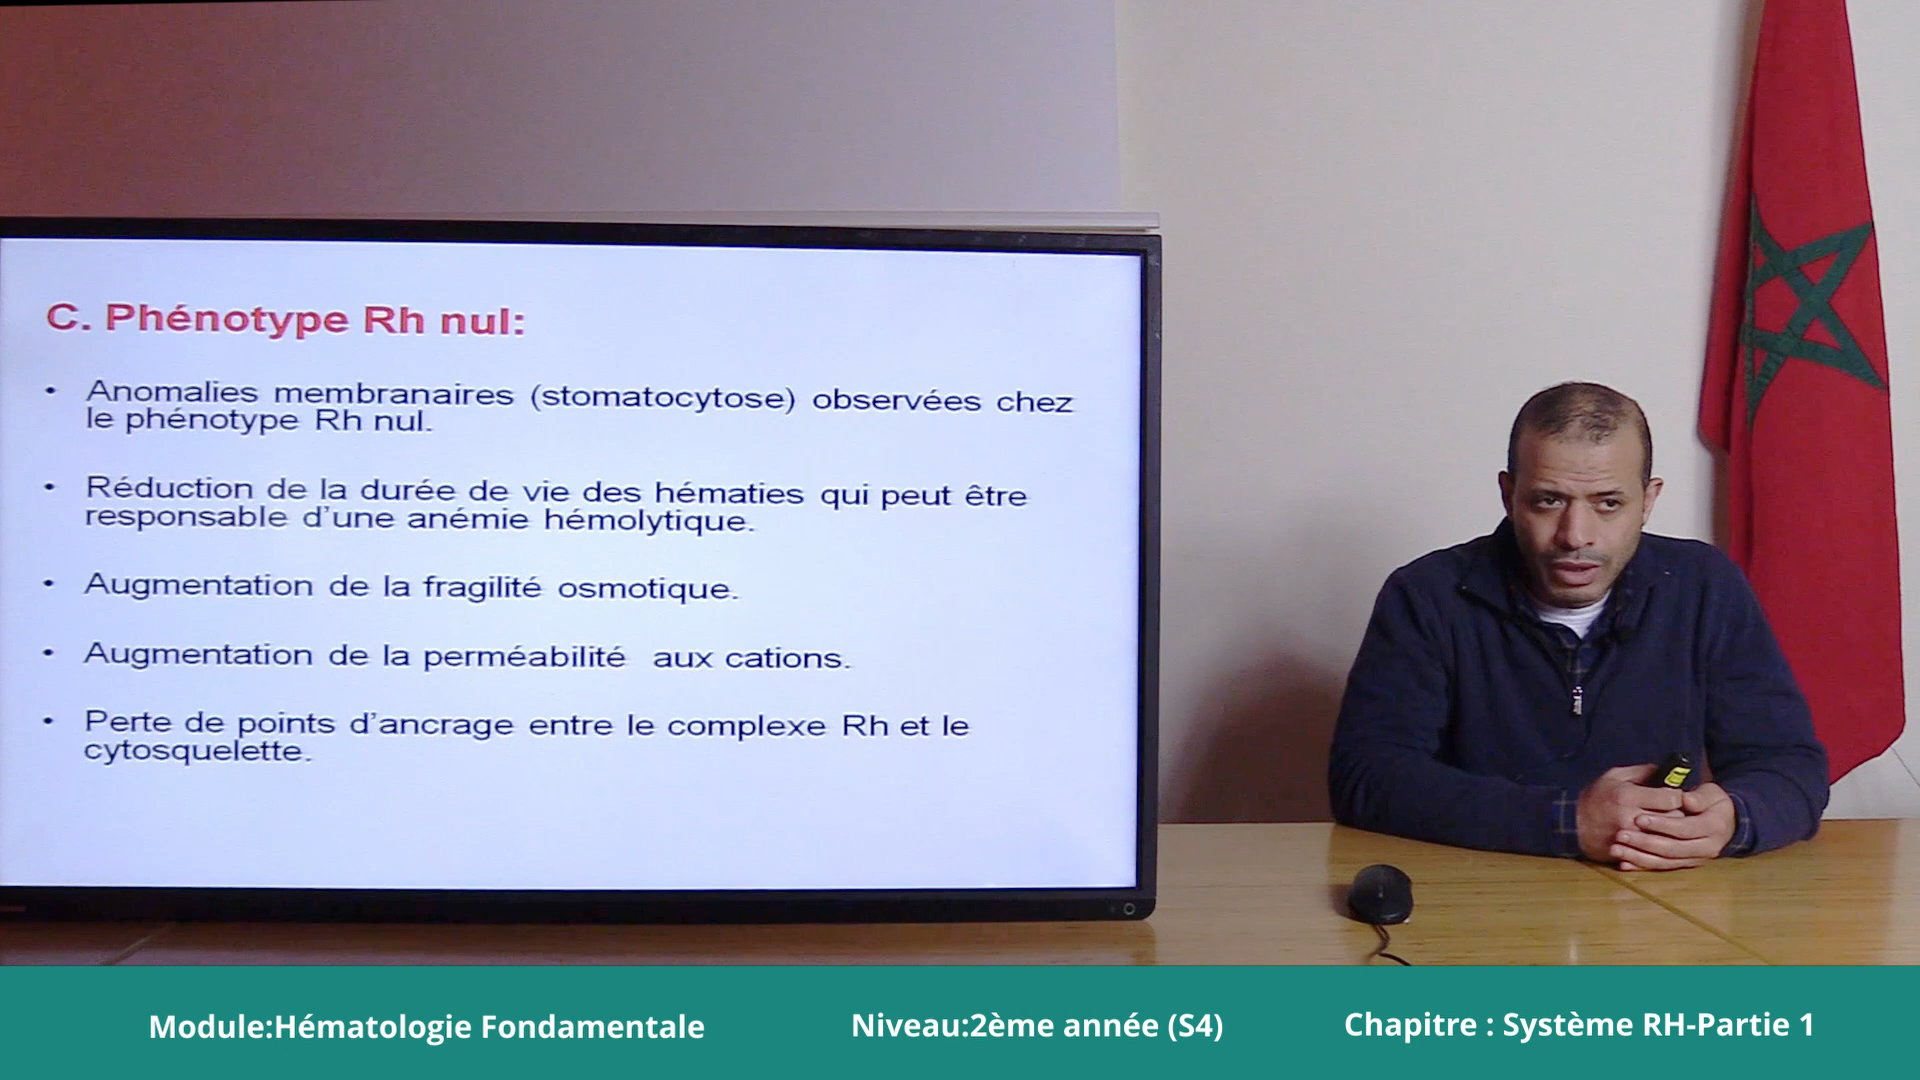 C. Phénotype Rh nul:
• Anomalies membranaires (stomatocytose) observées chez
le phénotype Rh nul.
• Réduction de la durée de vie des hématies qui peut être
responsable d'une anémie hémolytique.
• Augmentation de la fragilité osmotique.
• Augmentation de la perméabilité aux cations.
• Perte de points d'ancrage entre le complexe Rh et le
cytosquelette.
Module:Hématologie Fondamentale
Niveau:2ème année (S4)
Chapitre : Système RH-Partie 1